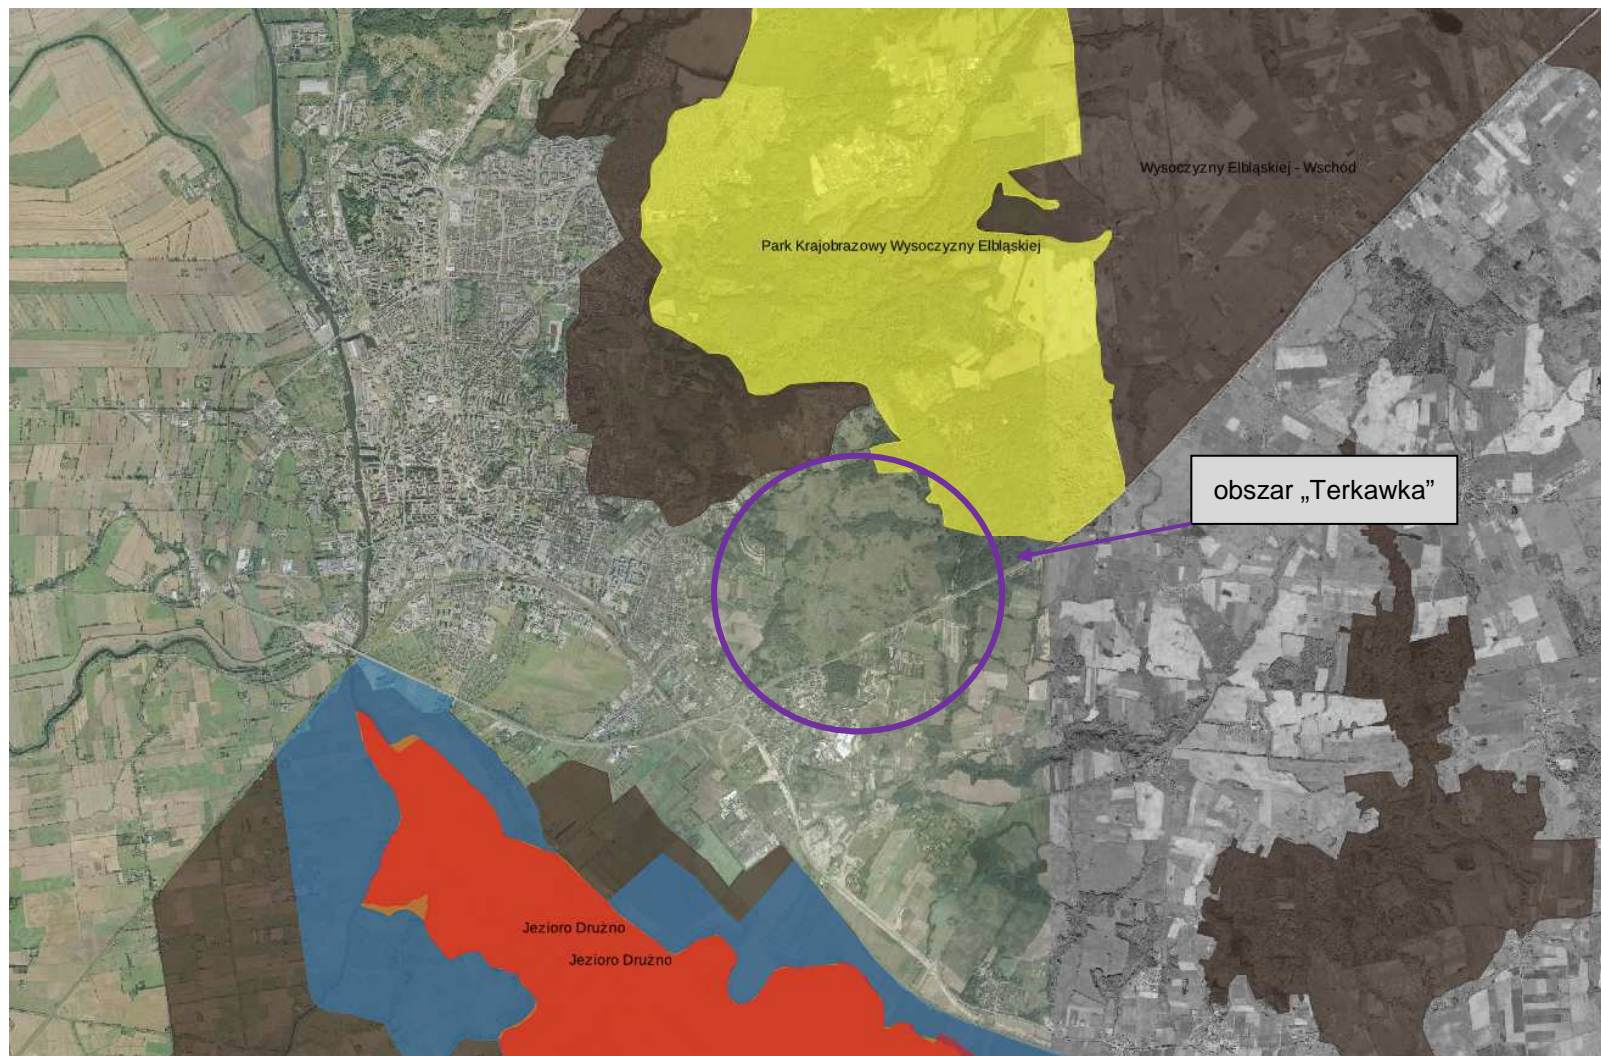 Wysoczyzny Elbląskiej - Wschód
Park Krajobrazowy Wysoczyzny Elbląskiej
obszar „Terkawka”
Jezioro Drużno
Jezioro Drużno